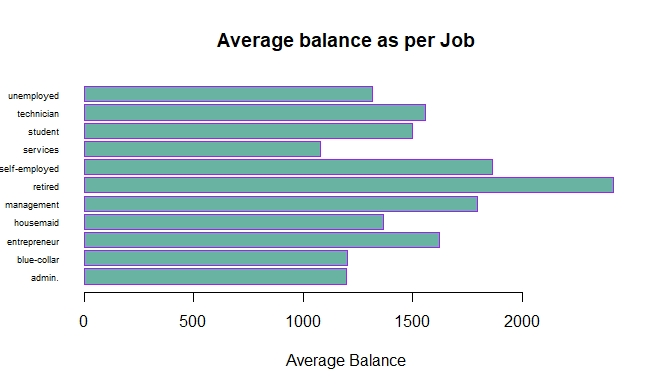 Average balance as per Job
unemployed
technician
student
services
self-employed
retired
management
housemaid
entrepreneur
blue-collar
admin.
0 500 1000 1500 2000
Average Balance